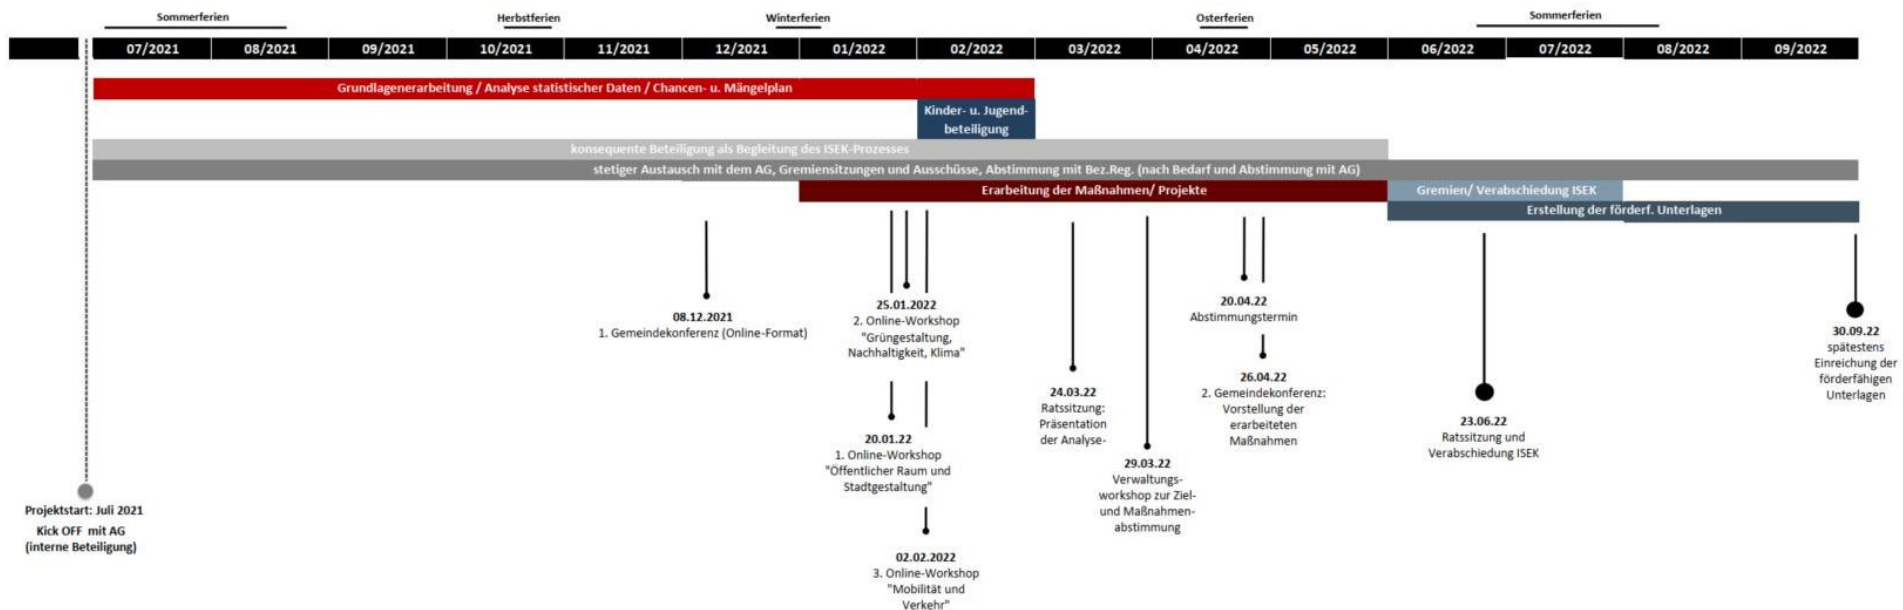 Sommerferien
Herbstferien
Winterferien
Osterferien
Sommerferien
07/2021
08/2021
09/2021
10/2021
11/2021
12/2021
01/2022
02/2022
03/2022
04/2022
05/2022
06/2022
07/2022
08/2022
09/2022
Grundlagenerarbeitung / Analyse statistischer Daten / Chancen- u. Mängelplan
Kinder- u. Jugend-
beteiligung
konsequente Beteiligung als Begleitung des ISEK-Prozesses
stetiger Austausch mit dem AG, Gremiensitzungen und Ausschüsse, Abstimmung mit Bez.Reg. (nach Bedarf und Abstimmung mit AG)
Erarbeitung der Maßnahmen/ Projekte
Gremien/ Verabschiedung ISEK
Erstellung der förderf. Unterlagen
Projektstart: Juli 2021
Kick OFF mit AG
(interne Beteiligung)
08.12.2021
1. Gemeindekonferenz (Online-Format)
25.01.2022
2. Online-Workshop
"Grüngestaltung,
Nachhaltigkeit, Klima"
20.01.22
1. Online-Workshop
"Öffentlicher Raum und
Stadtgestaltung"
02.02.2022
3. Online-Workshop
"Mobilität und
Verkehr"
24.03.22
Ratssitzung:
Präsentation
der Analyse-
29.03.22
Verwaltungs-
workshop zur Ziel-
und Maßnahmen-
abstimmung
20.04.22
Abstimmungstermin
26.04.22
2. Gemeindekonferenz:
Vorstellung der
erarbeiteten
Maßnahmen
23.06.22
Ratssitzung und
Verabschiedung ISEK
30.09.22
spätestens
Einreichung der
förderfähigen
Unterlagen